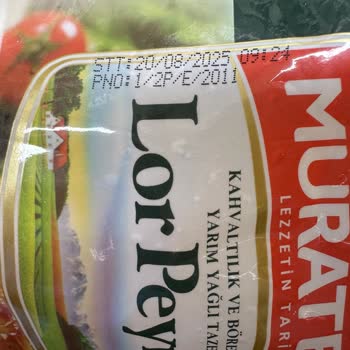 STT:20/08/2025 09:24
PNO:1/2P/E/2011
MURATB
LEZZETİN TARİ
KAHVALTILIK VE BÖRE
YARIM YAĞLI TAZE
Lor Pey